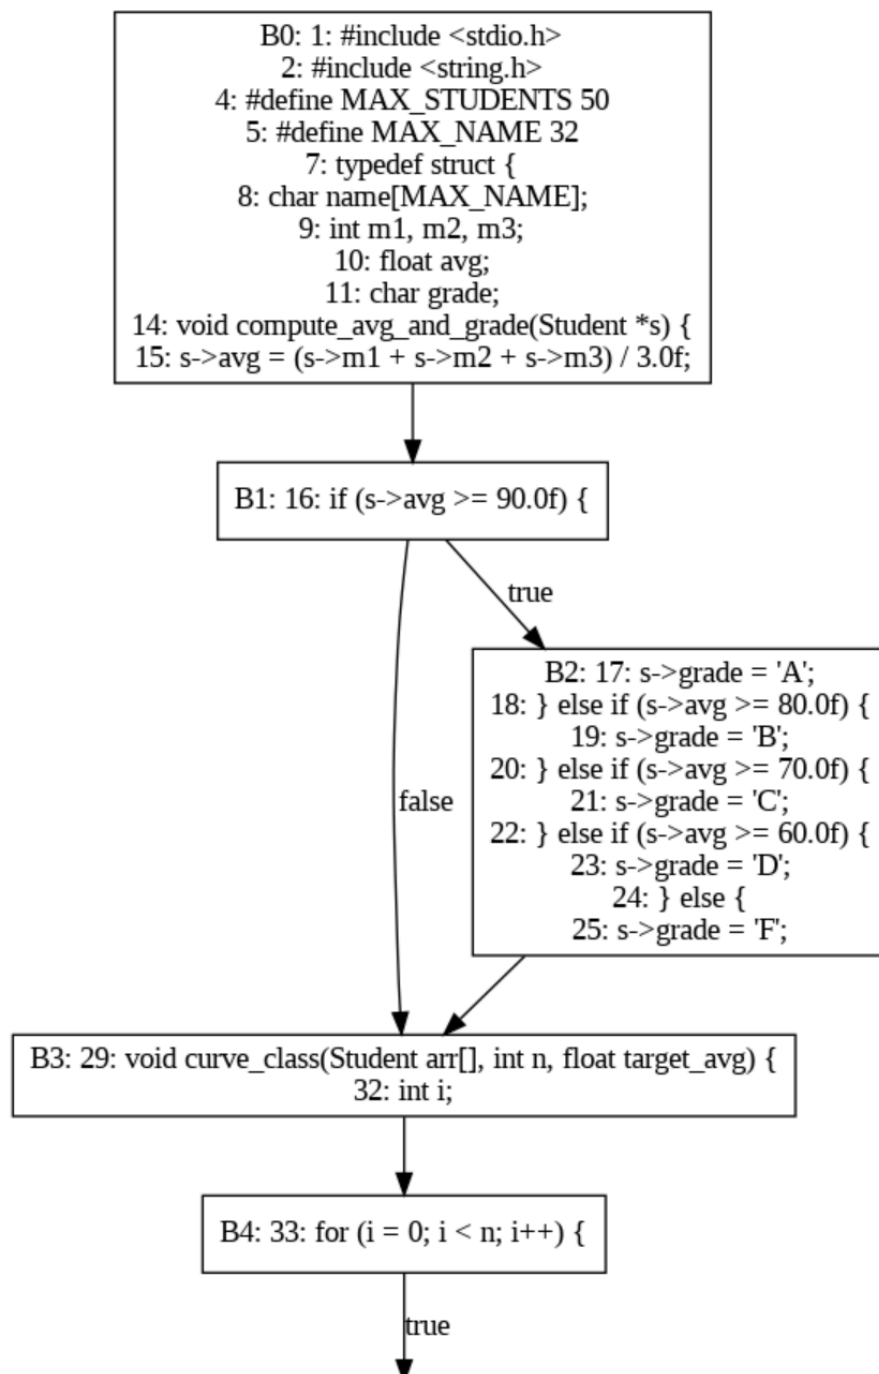 B0: 1: #include <stdio.h>
2: #include <string.h>
4: #define MAX_STUDENTS 50
5: #define MAX_NAME 32
7: typedef struct {
8: char name[MAX_NAME];
9: int m1, m2, m3;
10: float avg;
11: char grade;
14: void compute_avg_and_grade(Student *s) {
15: s->avg = (s->m1 + s->m2 + s->m3) / 3.0f;
B1: 16: if (s->avg >= 90.0f) {
true
B2: 17: s->grade = 'A';
18: } else if (s->avg >= 80.0f) {
19: s->grade = 'B';
20: } else if (s->avg >= 70.0f) {
21: s->grade = 'C';
22: } else if (s->avg >= 60.0f) {
23: s->grade = 'D';
24: } else {
25: s->grade = 'F';
false
B3: 29: void curve_class(Student arr[], int n, float target_avg) {
32: int i;
B4: 33: for (i = 0; i < n; i++) {
true